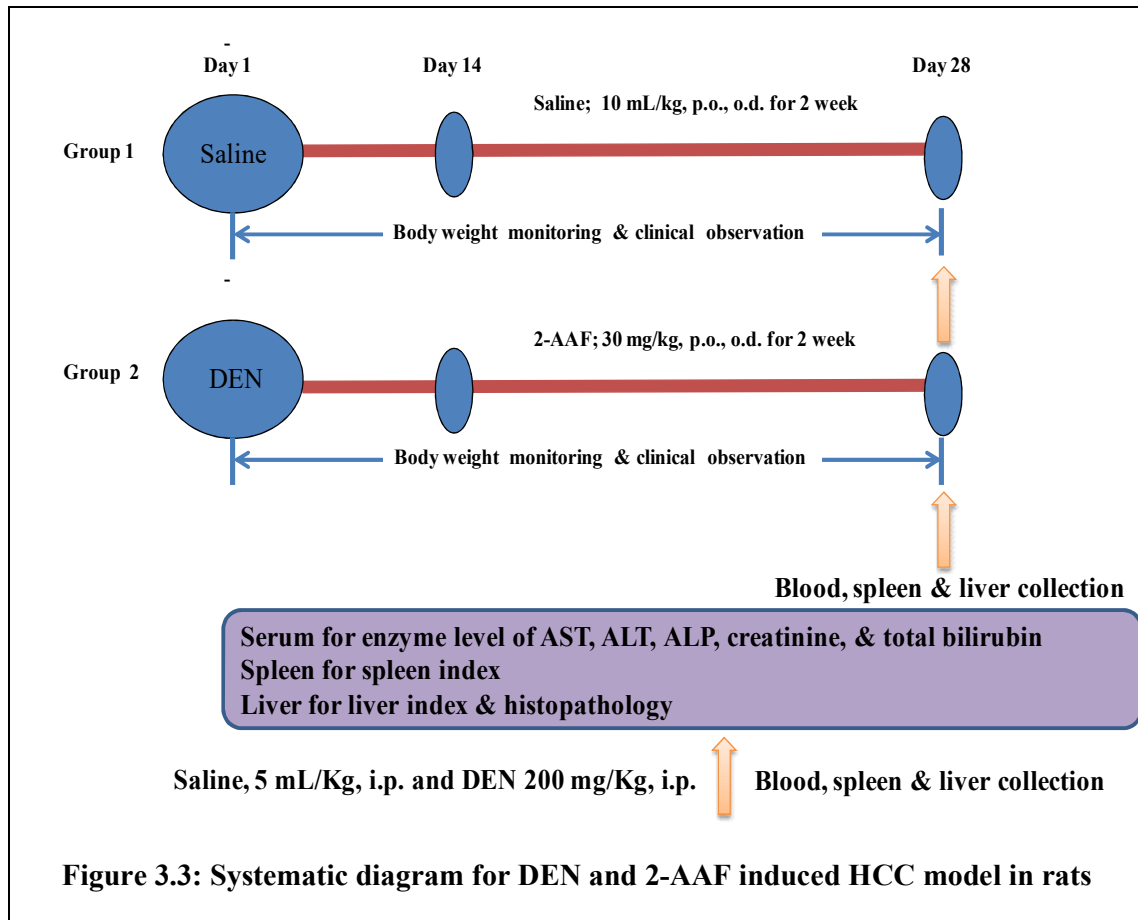 -
Day 1 Day 14 Day 28
Saline; 10 mL/kg, p.o., o.d. for 2 week
Group 1 Saline
Body weight monitoring & clinical observation
-
2-AAF; 30 mg/kg, p.o., o.d. for 2 week
Group 2 DEN
Body weight monitoring & clinical observation
Blood, spleen & liver collection
Serum for enzyme level of AST, ALT, ALP, creatinine, & total bilirubin
Spleen for spleen index
Liver for liver index & histopathology
Saline, 5 mL/Kg, i.p. and DEN 200 mg/Kg, i.p. Blood, spleen & liver collection
Figure 3.3: Systematic diagram for DEN and 2-AAF induced HCC model in rats